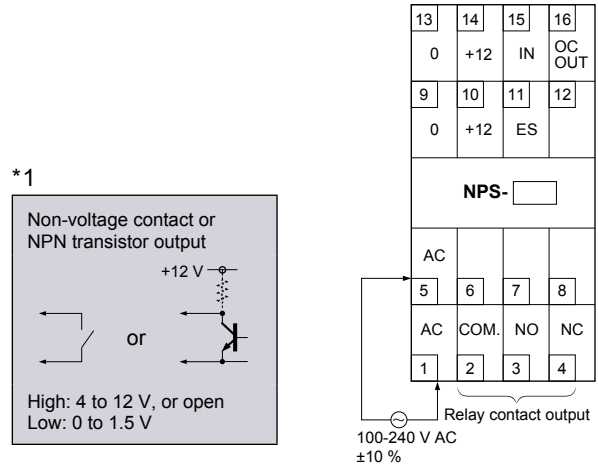 *1
Non-voltage contact or
NPN transistor output
+12 V
or
High: 4 to 12 V, or open
Low: 0 to 1.5 V
13 14 15 16
0 +12 IN OC
OUT
9 10 11 12
0 +12 ES
NPS-
AC
5 6 7 8
AC COM. NO NC
1 2 3 4
Relay contact output
100-240 V AC
±10 %